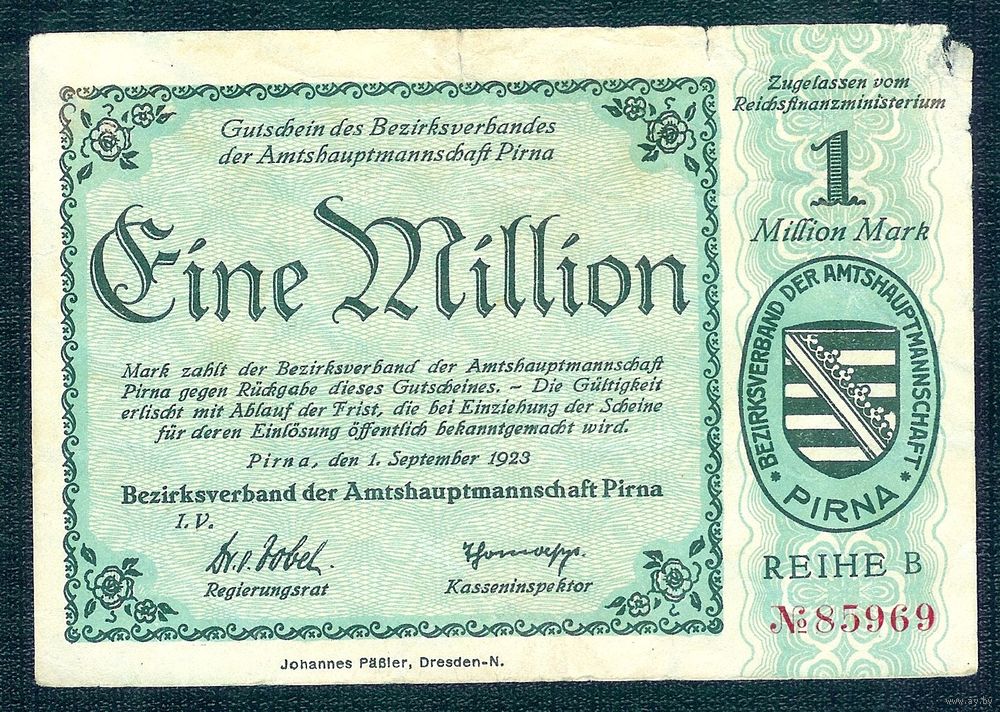 Gutschein des Bezirksverbandes
der Amtshauptmannschaft Pirna
Eine Million
Mark zahlt der Bezirksverband der Amtshauptmannschaft
Pirna gegen Rückgabe dieses Gutscheines. – Die Gültigkeit
erlischt mit Ablauf der Frist, die bei Einziehung der Scheine
für deren Einlösung öffentlich bekanntgemacht wird.
Pirna, den 1. September 1923
Bezirksverband der Amtshauptmannschaft Pirna
I.V.
Regierungsrat
Kasseninspektor
Johannes Päßler, Dresden-N.
Zugelassen vom
Reichsfinanzministerium
1
Million Mark
* BEZIRKSVERBAND DER AMTSHAUPTMANNSCHAFT *
PIRNA
REIHE B
№ 85969
www.ay.by